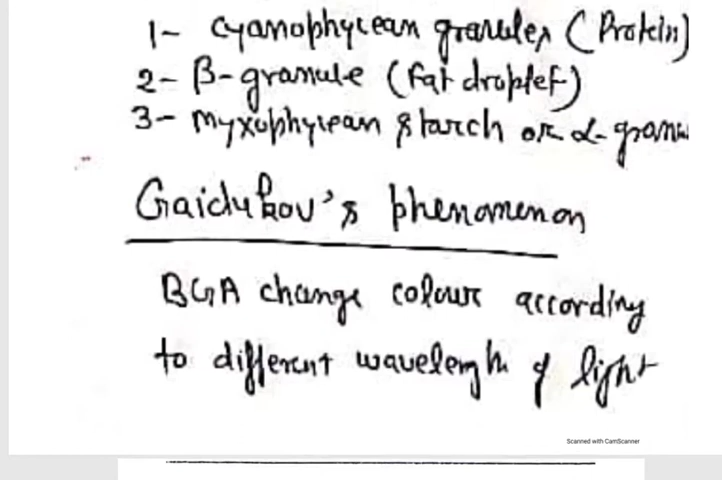 1- Cyanophycean granules (Protein)
2- β-granule (fat droplet)
3- Myxophycean starch or α-granu
Gaidukov's phenomenon
BGA change colour according
to different wavelength of light
Scanned with CamScanner